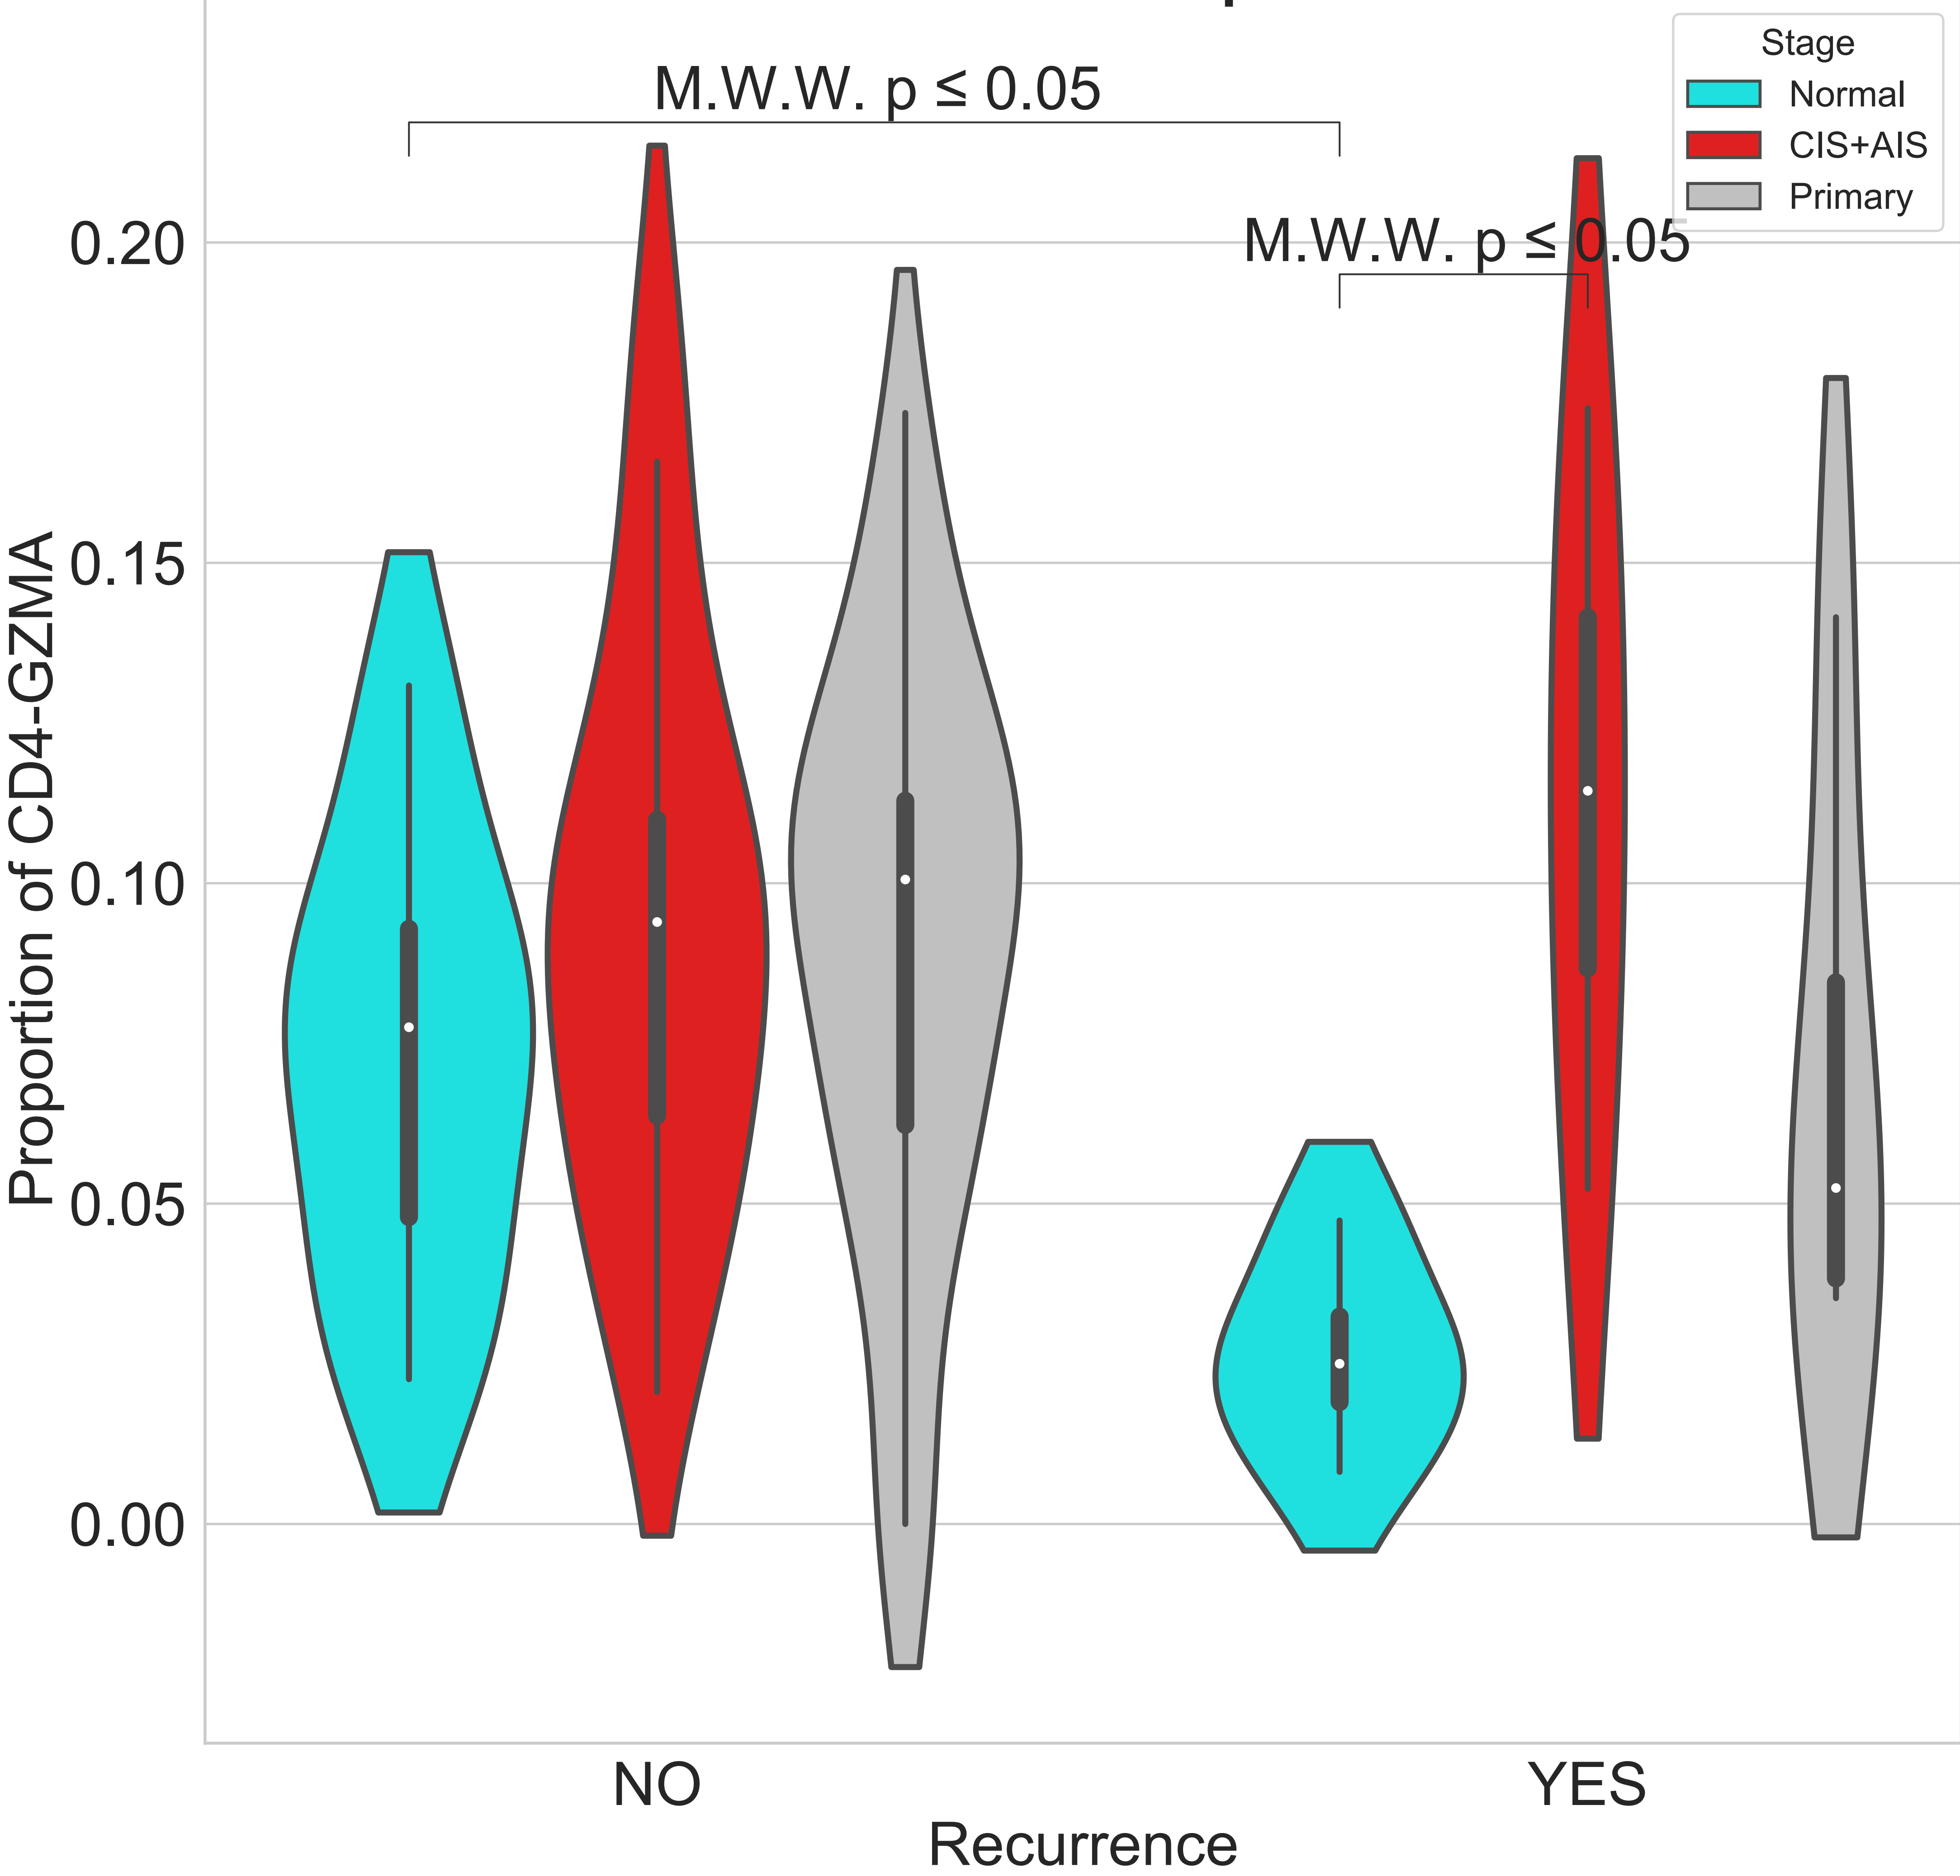 M.W.W. p ≤ 0.05
Stage
Normal
CIS+AIS
Primary
M.W.W. p ≤ 0.05
Proportion of CD4-GZMA
0.20
0.15
0.10
0.05
0.00
NO
YES
Recurrence